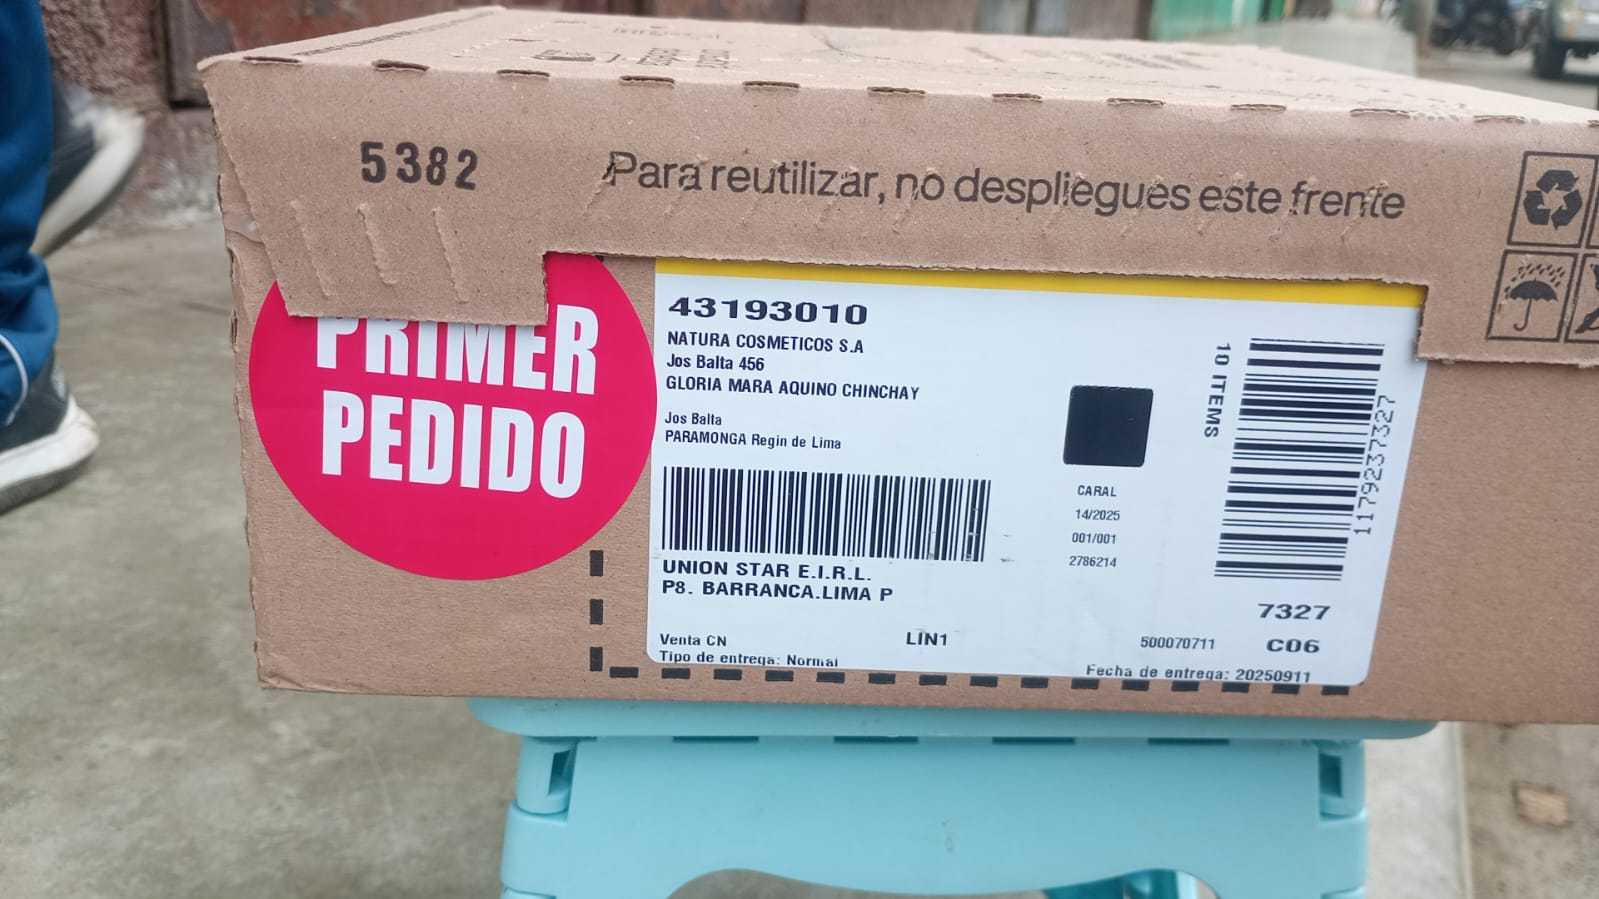 5382
Para reutilizar, no despliegues este frente
PRIMER
PEDIDO
43193010
NATURA COSMETICOS S.A
Jos Balta 456
GLORIA MARA AQUINO CHINCHAY
Jos Balta
PARAMONGA Regin de Lima
UNION STAR E.I.R.L.
P8. BARRANCA.LIMA P
Venta CN
LIN1
Tipo de entrega: Normal
CARAL
14/2025
001/001
2786214
10 ITEMS
1179237327
7327
500070711
C06
Fecha de entrega: 20250911